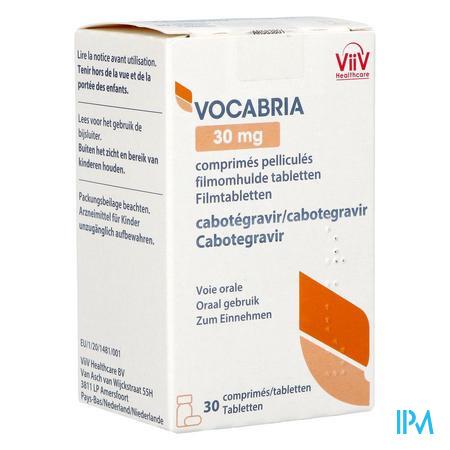 AR083801
ViiV
Healthcare
Lire la notice avant utilisation.
Tenir hors de la vue et de la
portée des enfants.
Lees voor het gebruik de
bijsluiter.
Buiten het zicht en bereik van
kinderen houden.
Packungsbeilage beachten.
Arzneimittel für Kinder
unzugänglich aufbewahren.
EU/1/20/1481/001
ViiV Healthcare BV
Van Asch van Wijckstraat 55H
3811 LP Amersfoort
Pays-Bas/Nederland/Niederlande
VOCABRIA
30 mg
comprimés pelliculés
filmomhulde tabletten
Filmtabletten
cabotégravir/cabotegravir
Cabotegravir
Voie orale
Oraal gebruik
Zum Einnehmen
30 comprimés/tabletten
Tabletten
IPM